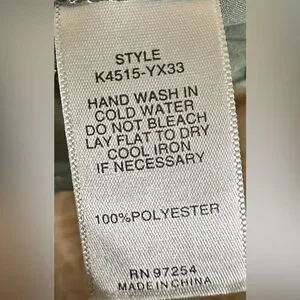 STYLE
K4515-YX33
HAND WASH IN
COLD WATER
DO NOT BLEACH
LAY FLAT TO DRY
COOL IRON
IF NECESSARY
100%POLYESTER
RN 97254
MADE IN CHINA